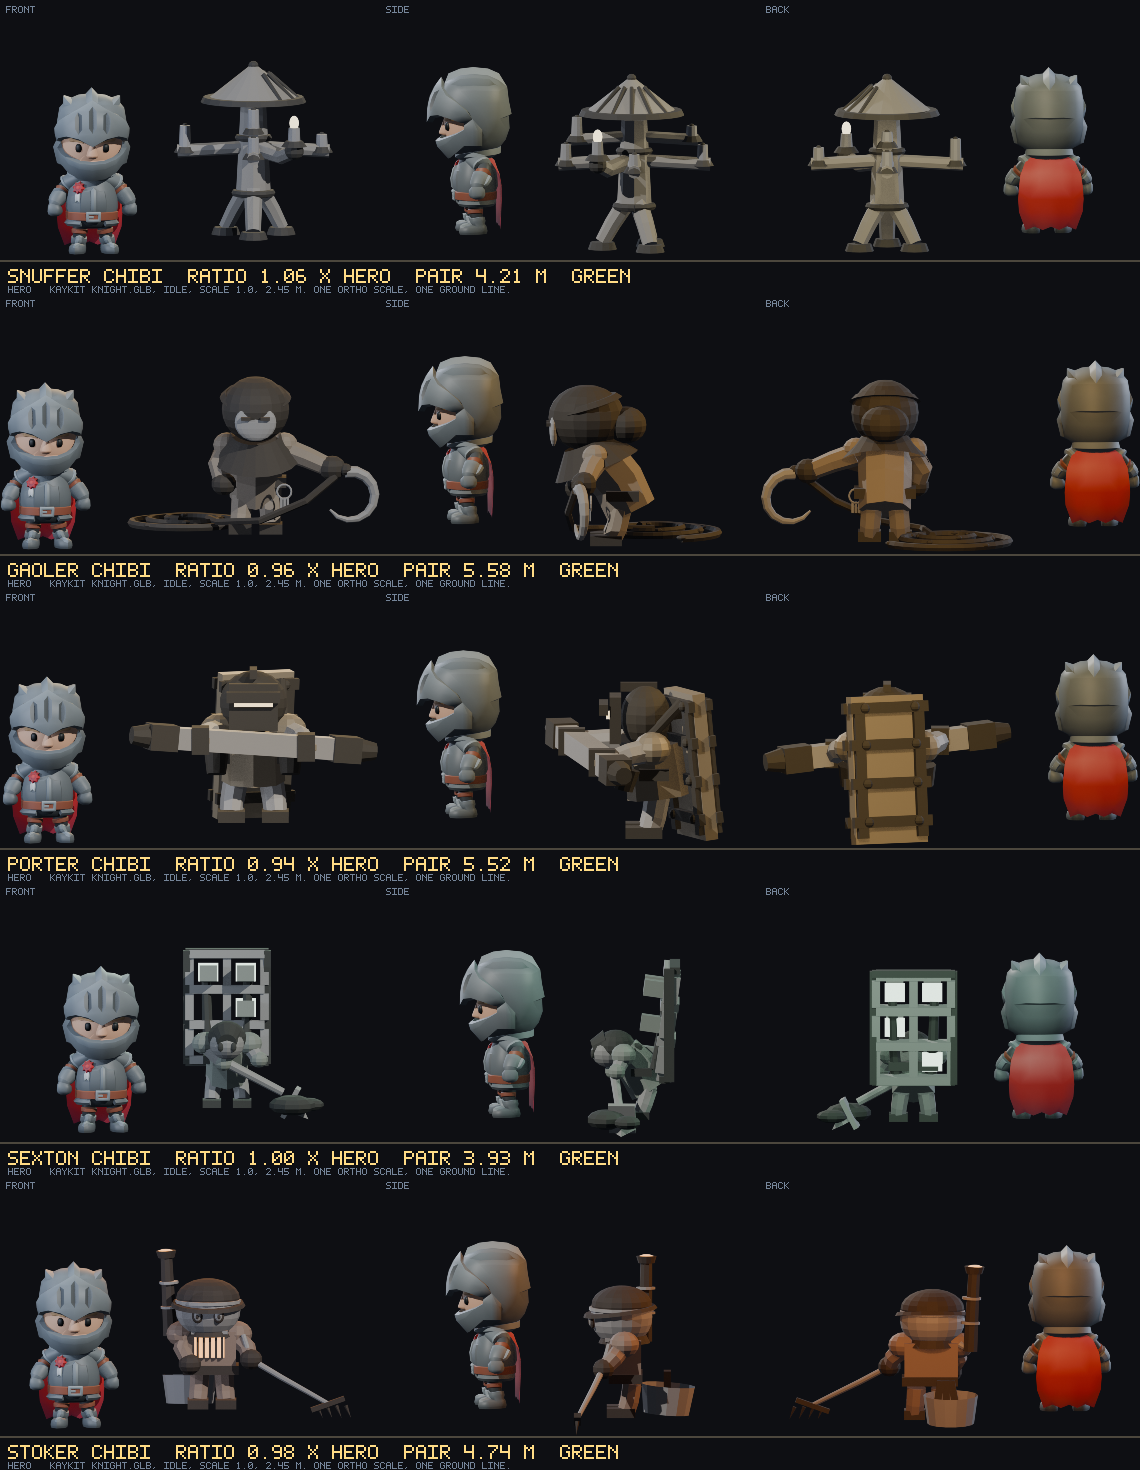 FRONT SIDE BACK
SNUFFER CHIBI RATIO 1.06 X HERO PAIR 4.21 M GREEN
HERO KAYKIT KNIGHT.GLB, IDLE, SCALE 1.0, 2.45 M. ONE ORTHO SCALE, ONE GROUND LINE.
FRONT SIDE BACK
GAOLER CHIBI RATIO 0.96 X HERO PAIR 5.58 M GREEN
HERO KAYKIT KNIGHT.GLB, IDLE, SCALE 1.0, 2.45 M. ONE ORTHO SCALE, ONE GROUND LINE.
FRONT SIDE BACK
PORTER CHIBI RATIO 0.94 X HERO PAIR 5.52 M GREEN
HERO KAYKIT KNIGHT.GLB, IDLE, SCALE 1.0, 2.45 M. ONE ORTHO SCALE, ONE GROUND LINE.
FRONT SIDE BACK
SEXTON CHIBI RATIO 1.00 X HERO PAIR 3.93 M GREEN
HERO KAYKIT KNIGHT.GLB, IDLE, SCALE 1.0, 2.45 M. ONE ORTHO SCALE, ONE GROUND LINE.
FRONT SIDE BACK
STOKER CHIBI RATIO 0.98 X HERO PAIR 4.74 M GREEN
HERO KAYKIT KNIGHT.GLB, IDLE, SCALE 1.0, 2.45 M. ONE ORTHO SCALE, ONE GROUND LINE.